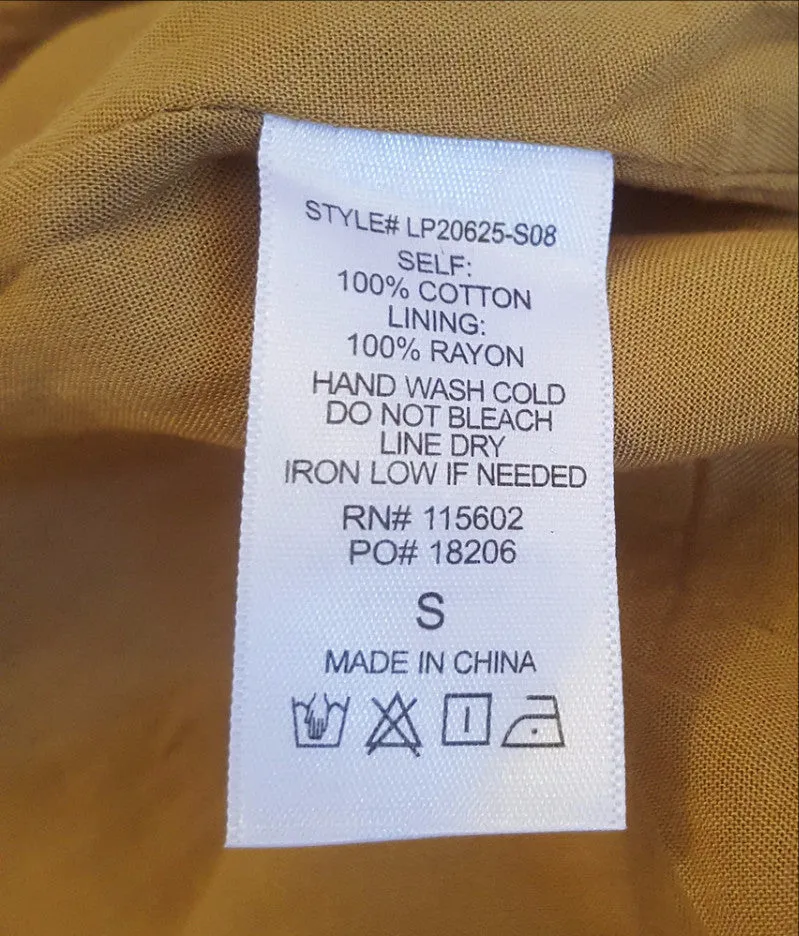 STYLE# LP20625-S08
SELF:
100% COTTON
LINING:
100% RAYON
HAND WASH COLD
DO NOT BLEACH
LINE DRY
IRON LOW IF NEEDED
RN# 115602
PO# 18206
S
MADE IN CHINA